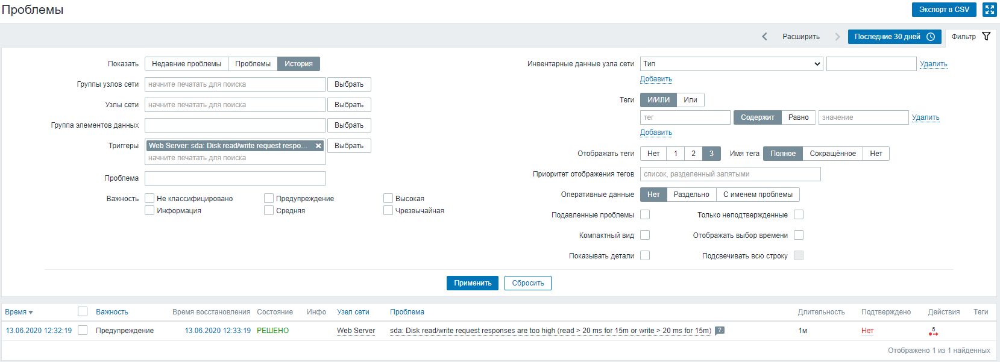 Проблемы
Экспорт в CSV
Расширить
Последние 30 дней
Фильтр
Показать Недавние проблемы Проблемы История
Группы узлов сети начните печатать для поиска Выбрать
Узлы сети начните печатать для поиска Выбрать
Группа элементов данных Выбрать
Триггеры Web Server: sda: Disk read/write request respo... Выбрать
начните печатать для поиска
Проблема
Важность Не классифицировано Предупреждение Высокая
Информация Средняя Чрезвычайная
Инвентарные данные узла сети Тип Удалить
Добавить
Теги И/ИЛИ Или
тег Содержит Равно значение Удалить
Добавить
Отображать теги Нет 1 2 3 Имя тега Полное Сокращённое Нет
Приоритет отображения тегов список, разделенный запятыми
Оперативные данные Нет Раздельно С именем проблемы
Подавленные проблемы Только неподтвержденные
Компактный вид Отображать выбор времени
Показывать детали Подсвечивать всю строку
Применить Сбросить
Время Важность Время восстановления Состояние Инфо Узел сети Проблема Длительность Подтверждено Действия Теги
13.06.2020 12:32:19 Предупреждение 13.06.2020 12:33:19 РЕШЕНО Web Server sda: Disk read/write request responses are too high (read > 20 ms for 15m or write > 20 ms for 15m) ? 1м Нет 6
Отображено 1 из 1 найденных